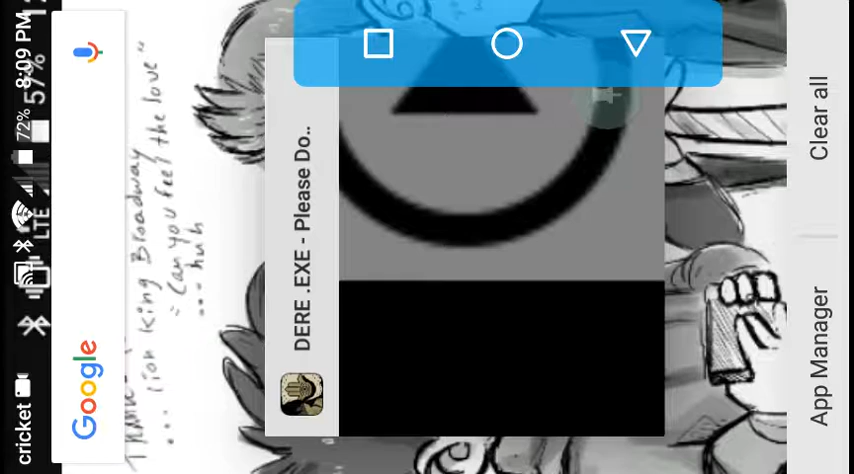 cricket
72% 8:09 PM
LTE 57%
Google
... lion King Broadway
~ Can you feel the love ~
... huh
DERE .EXE - Please Do..
App Manager
Clear all